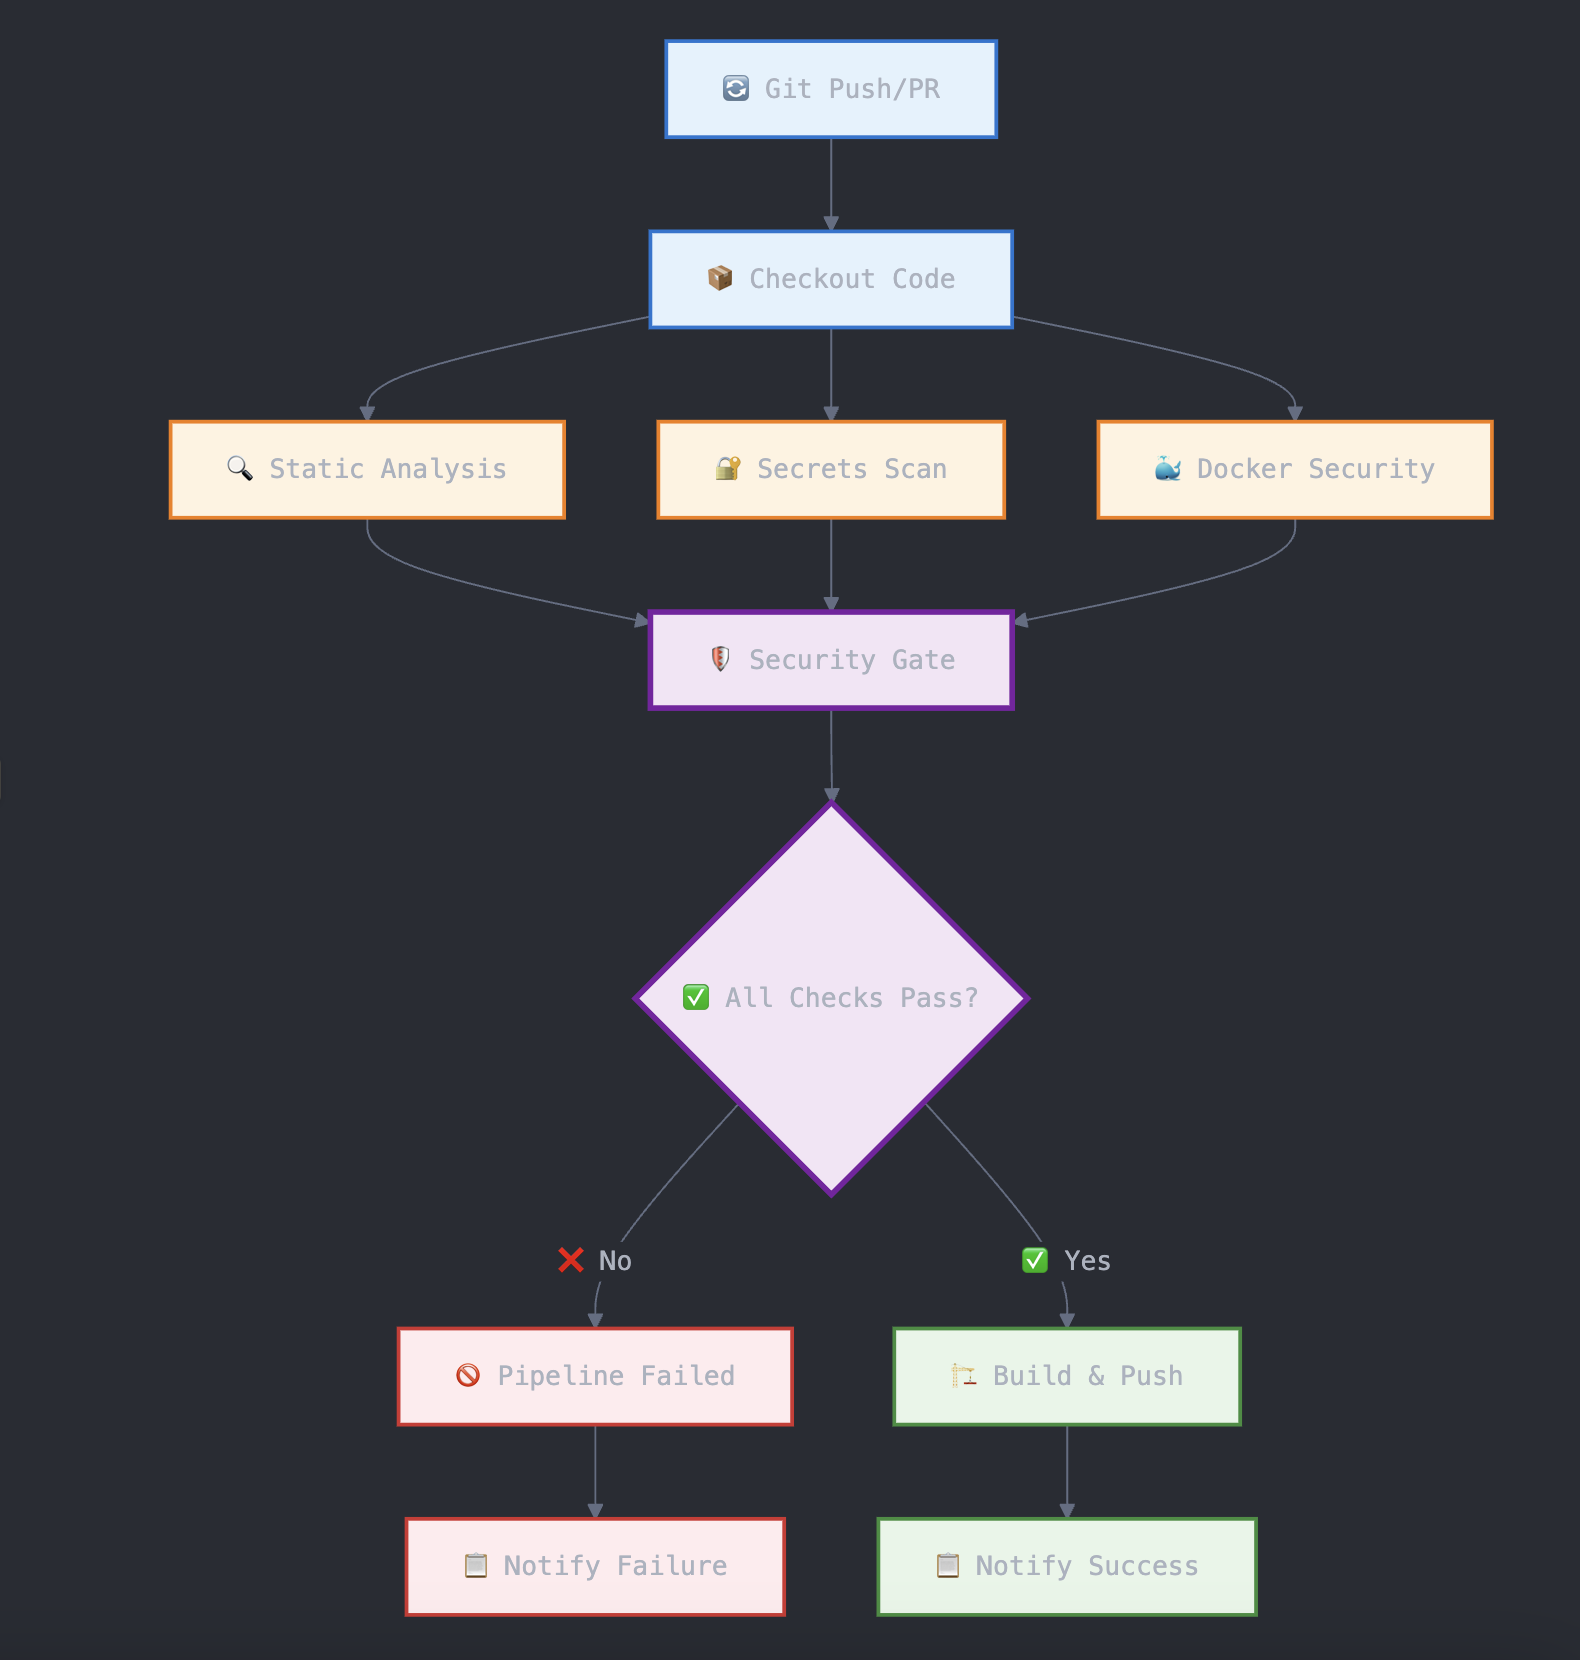 🔄 Git Push/PR
📦 Checkout Code
🔍 Static Analysis
🔐 Secrets Scan
🐳 Docker Security
🛡️ Security Gate
✅ All Checks Pass?
❌ No
✅ Yes
🚫 Pipeline Failed
🏗️ Build & Push
📋 Notify Failure
📋 Notify Success